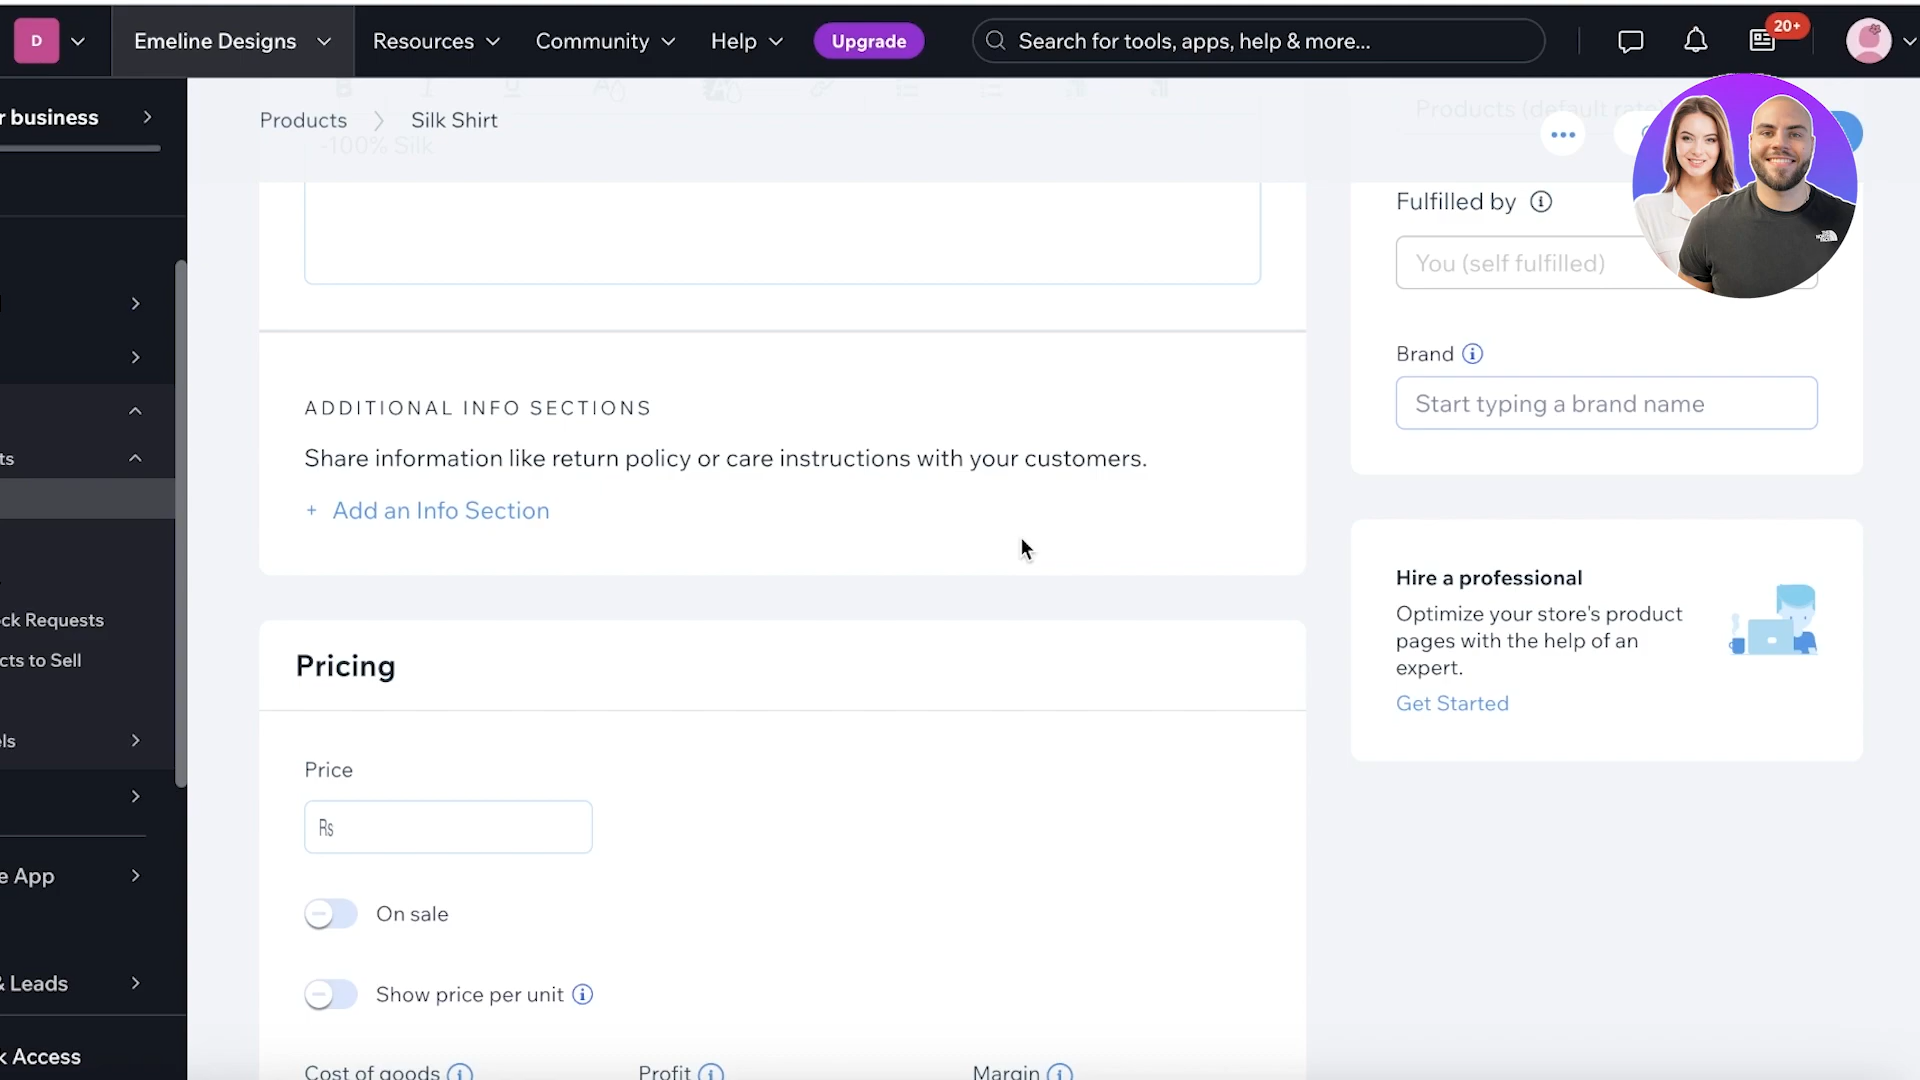 D
Emeline Designs
Resources
Community
Help
Upgrade
Search for tools, apps, help & more...
20+
r business
Products
Silk Shirt
-100% Silk
Products (default rate)
Fulfilled by
You (self fulfilled)
Brand
Start typing a brand name
ADDITIONAL INFO SECTIONS
Share information like return policy or care instructions with your customers.
+ Add an Info Section
ts
ck Requests
cts to Sell
els
e App
& Leads
k Access
Hire a professional
Optimize your store's product
pages with the help of an
expert.
Get Started
Pricing
Price
Rs
On sale
Show price per unit
Cost of goods
Profit
Margin